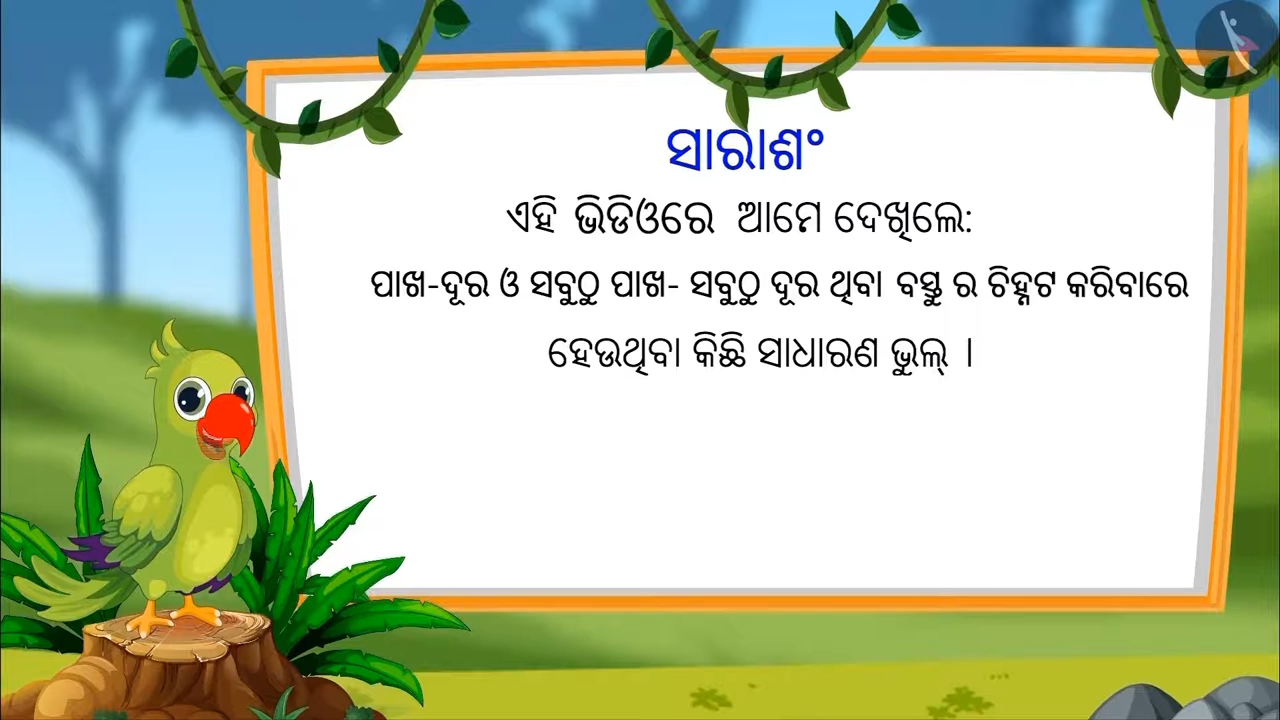 ସାରାଶଂ
ଏହି ଭିଡିଓରେ ଆମେ ଦେଖିଲେ:
ପାଖ-ଦୂର ଓ ସବୁଠୁ ପାଖ- ସବୁଠୁ ଦୂର ଥିବା ବସ୍ତୁ ର ଚିହ୍ନଟ କରିବାରେ
ହେଉଥିବା କିଛି ସାଧାରଣ ଭୁଲ୍ ।